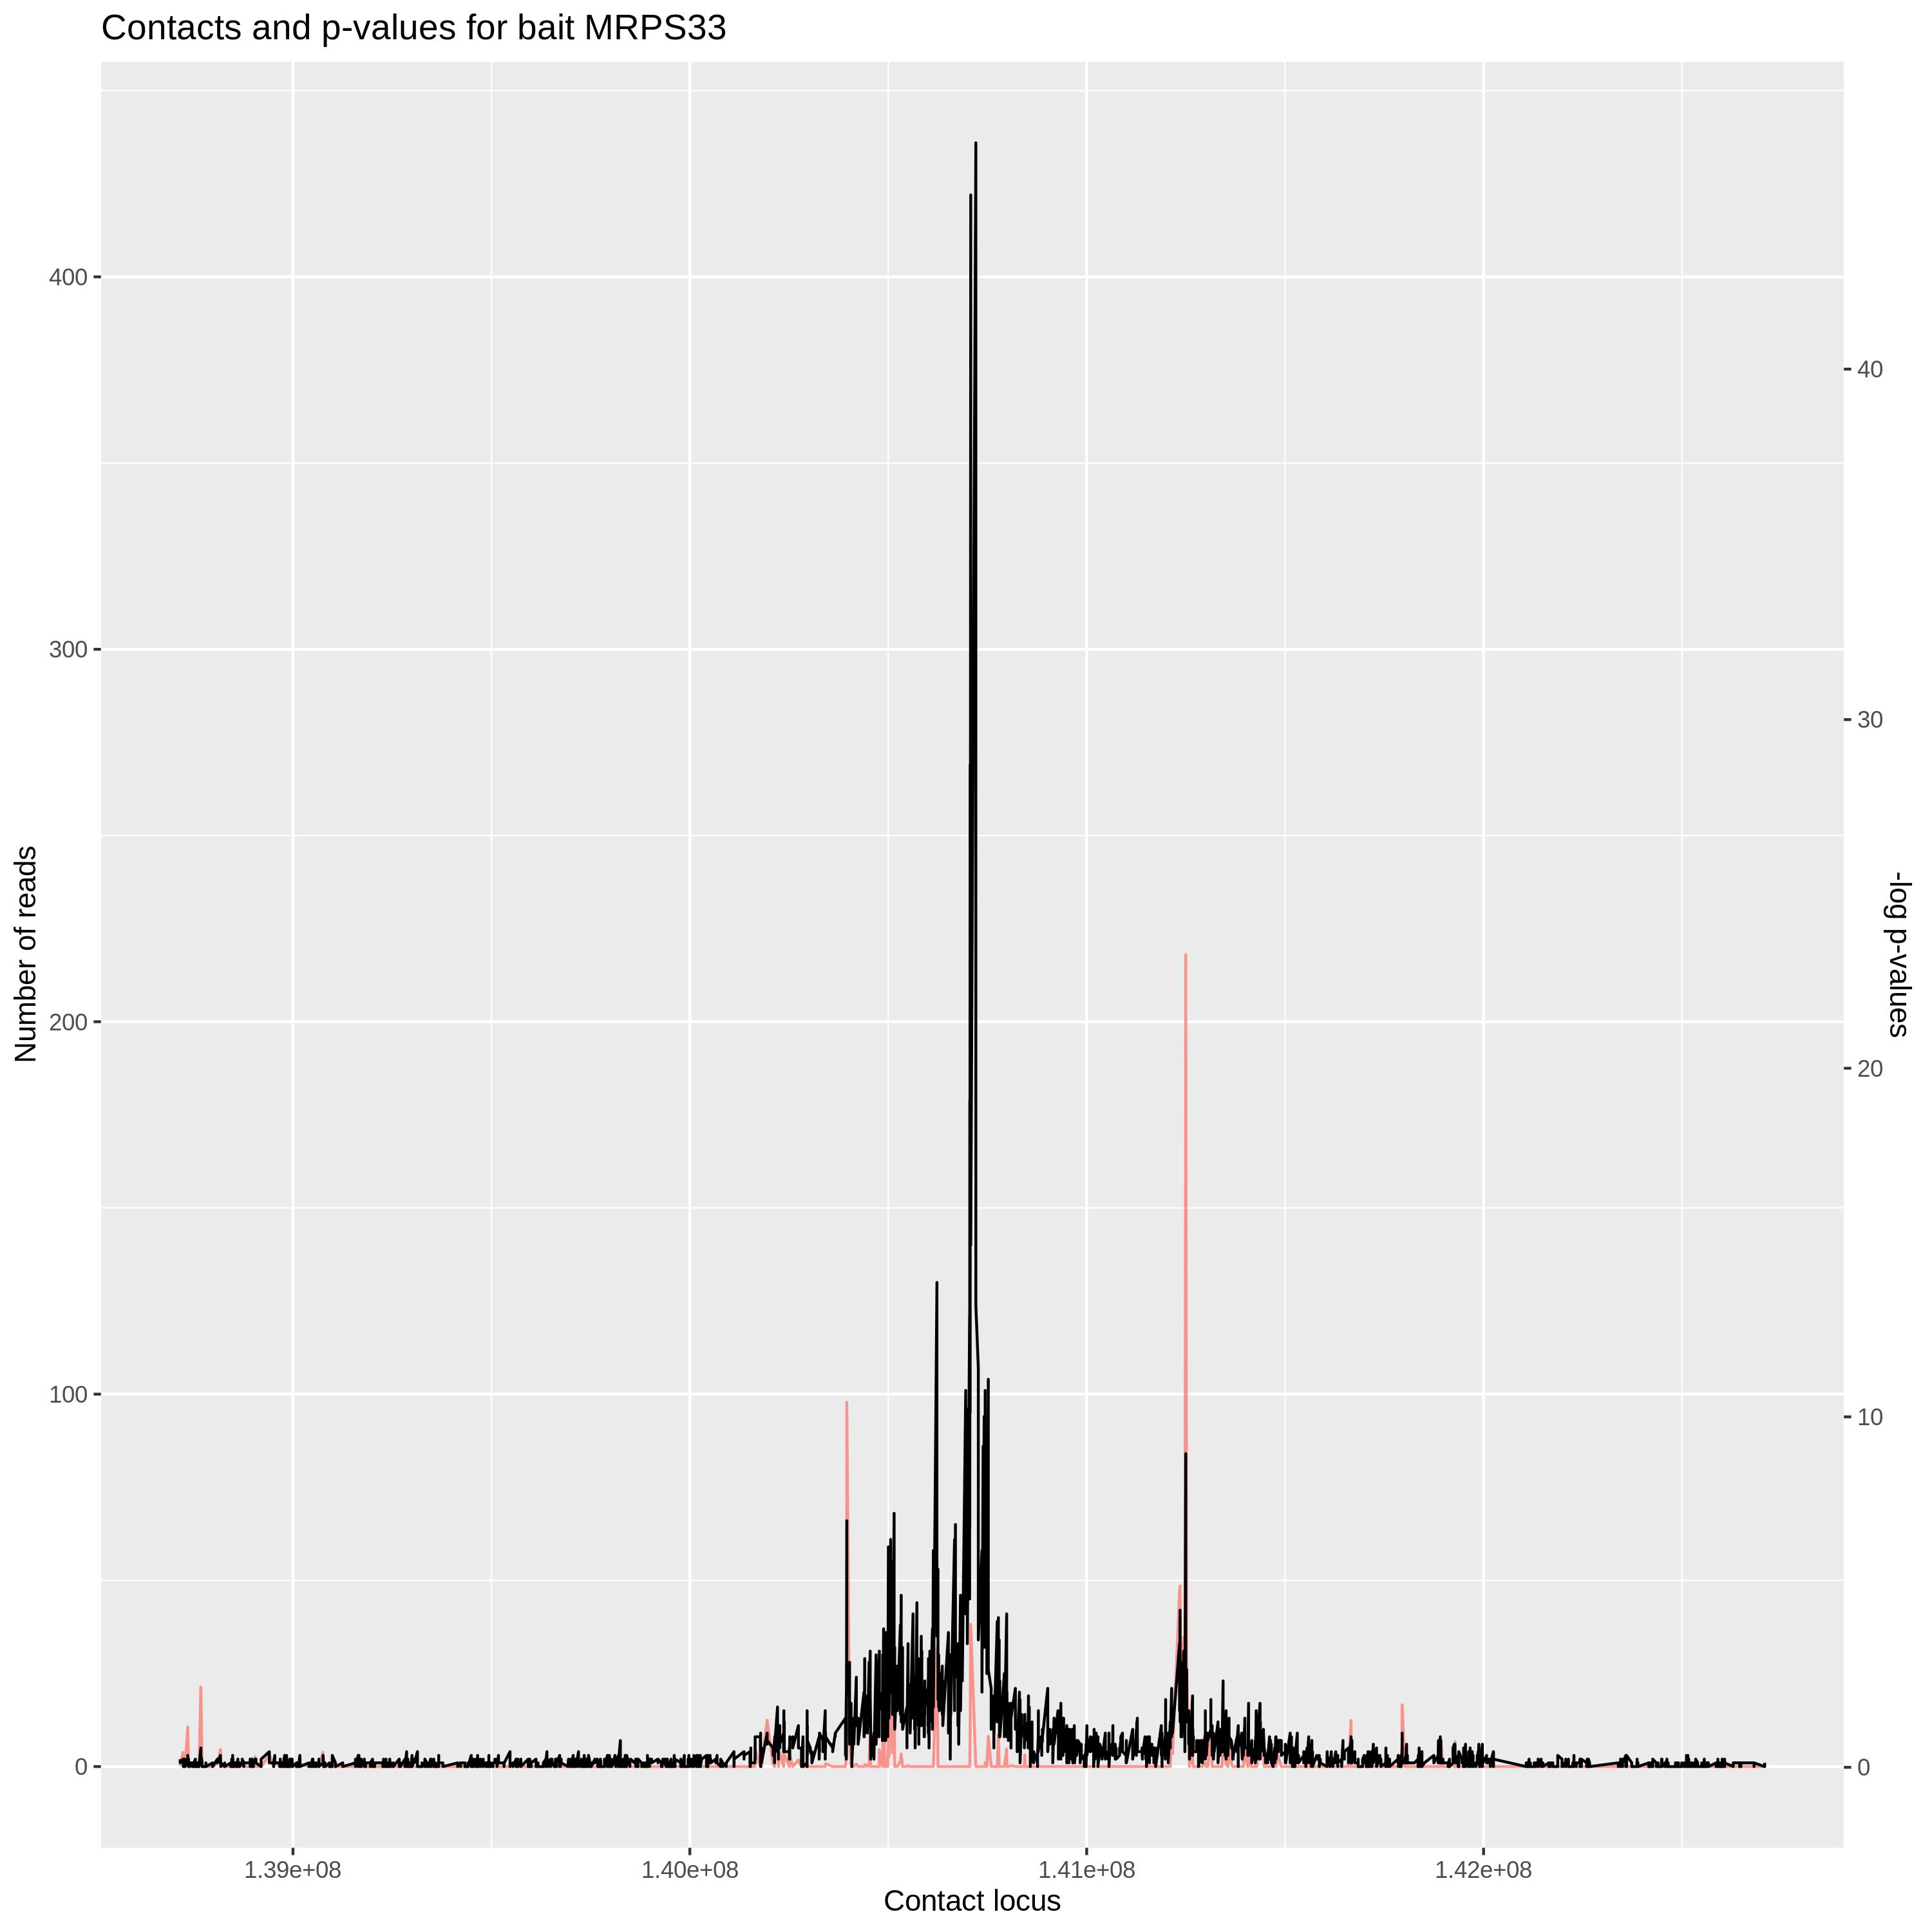 Contacts and p-values for bait MRPS33
400
300
200
100
0
Number of reads
40
30
20
10
0
-log p-values
1.39e+08 1.40e+08 1.41e+08 1.42e+08
Contact locus